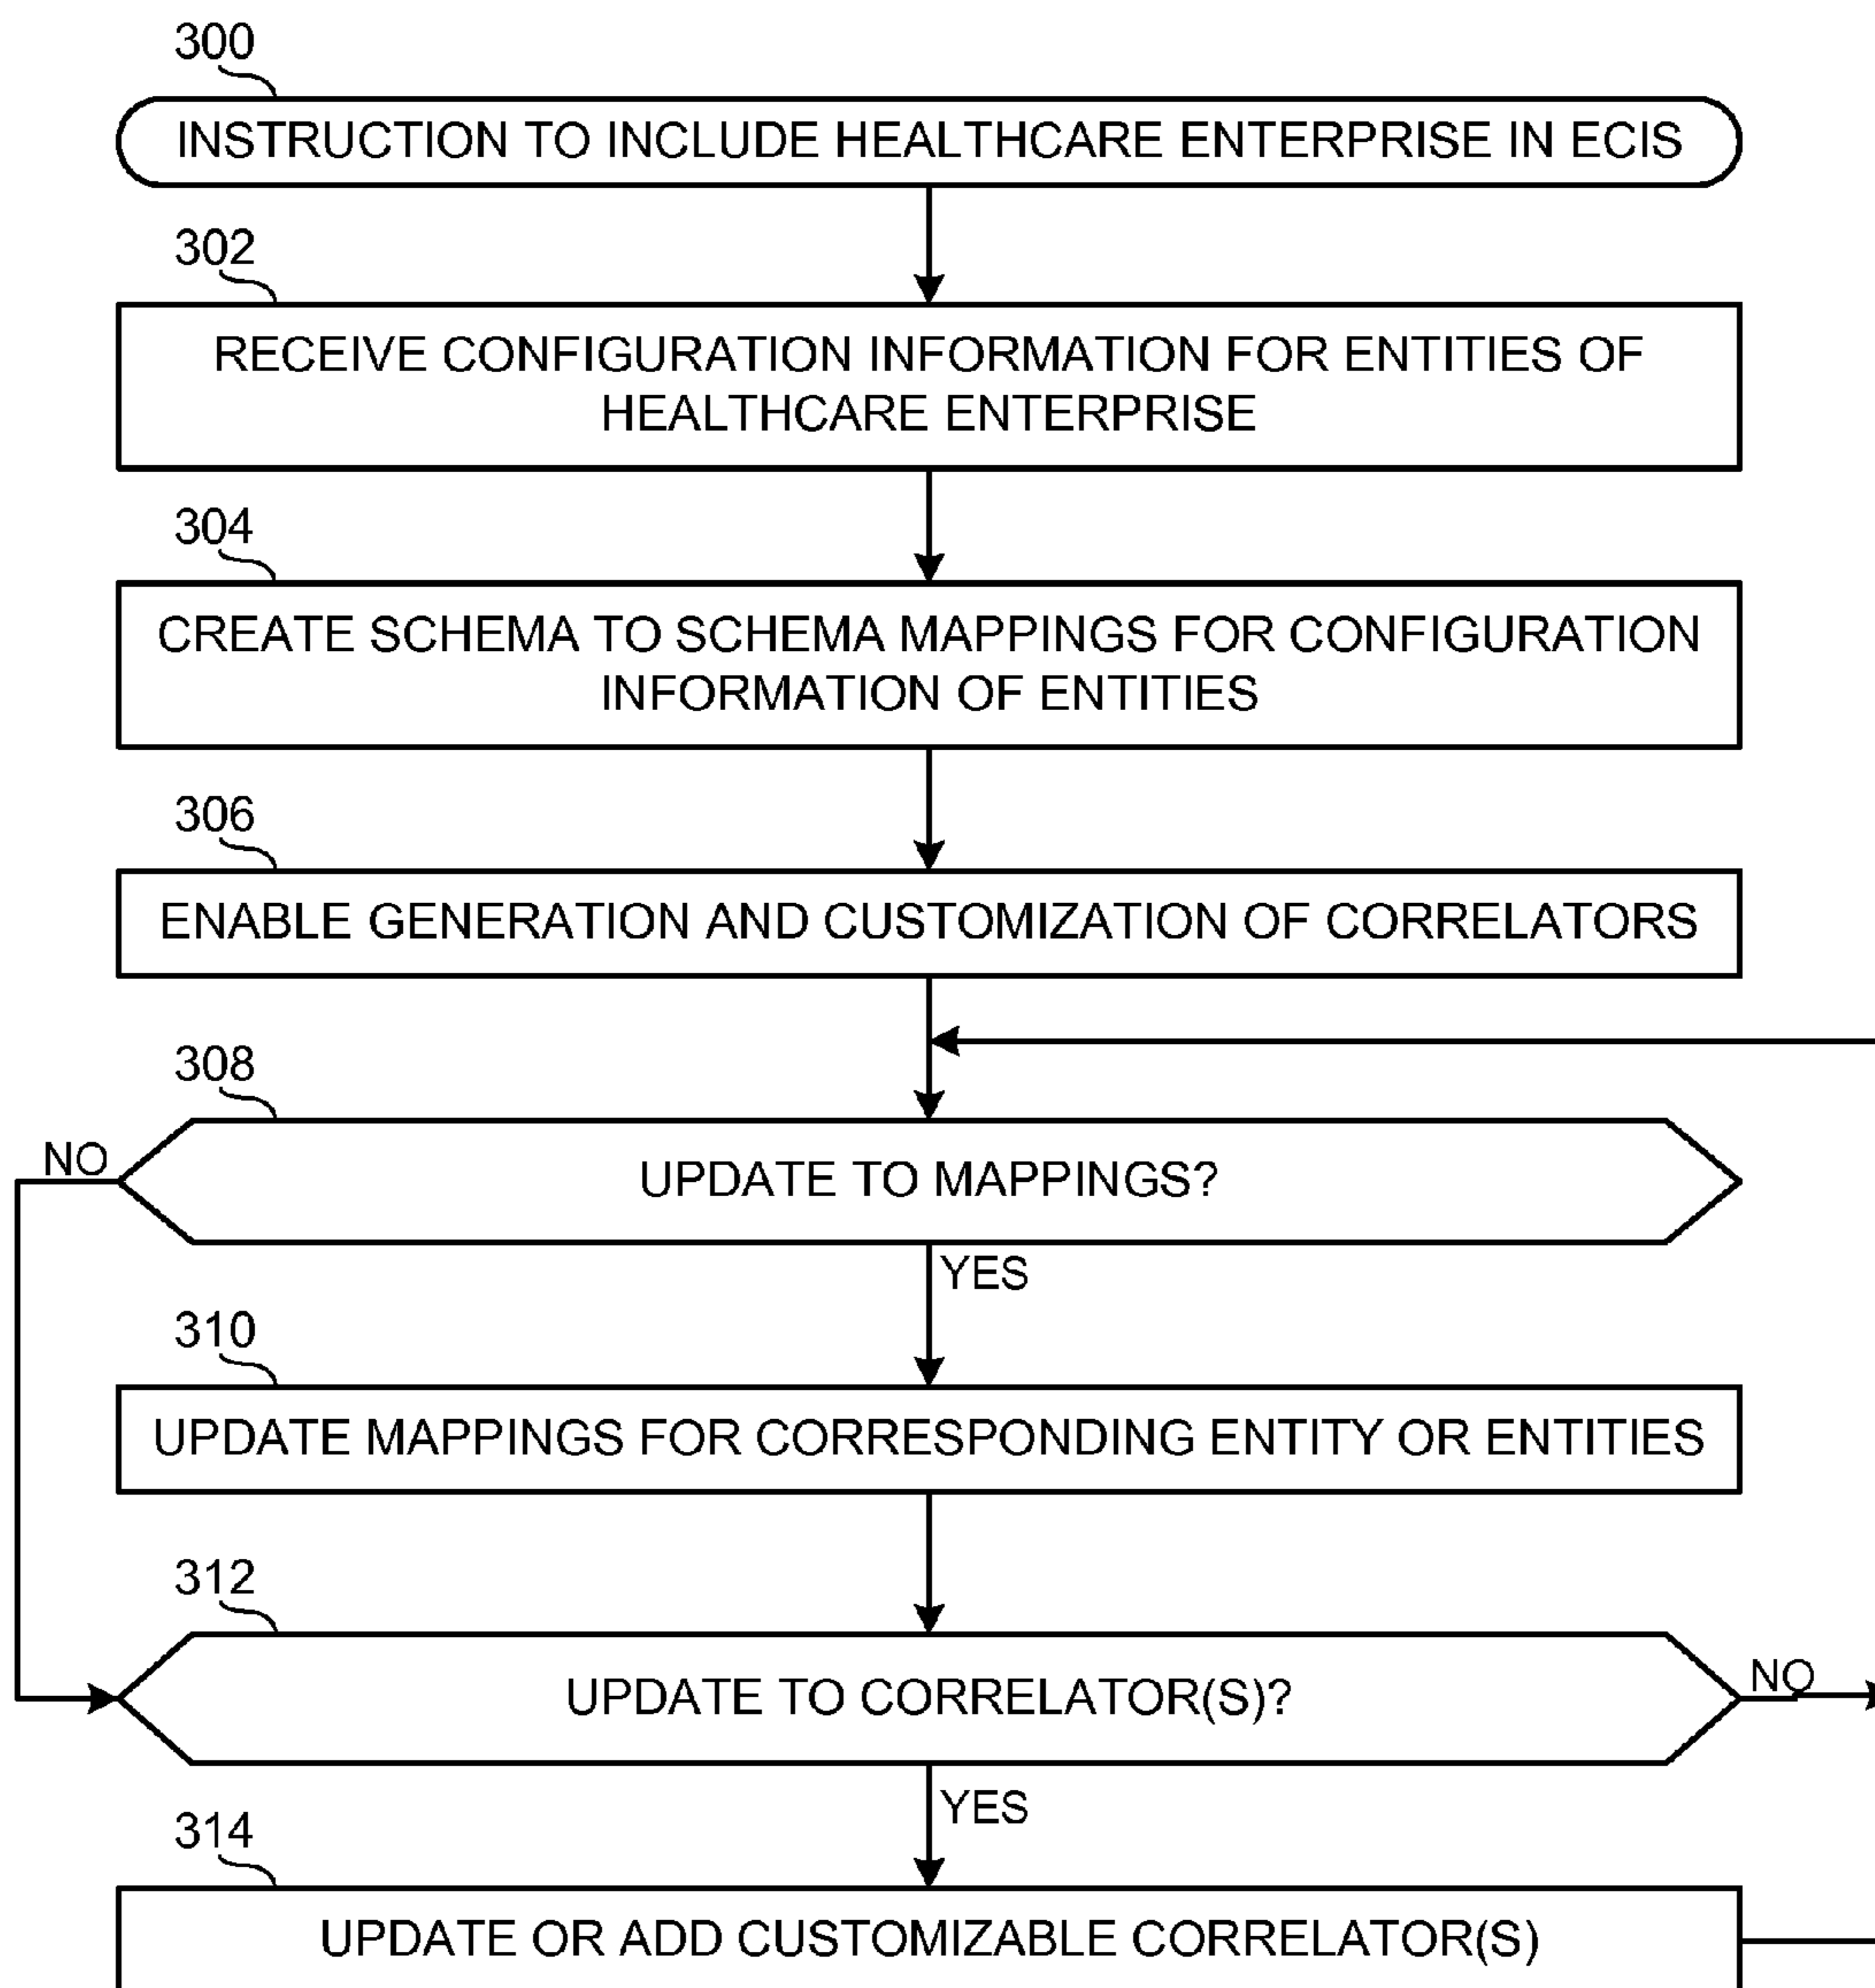 300
INSTRUCTION TO INCLUDE HEALTHCARE ENTERPRISE IN ECIS
302
RECEIVE CONFIGURATION INFORMATION FOR ENTITIES OF
HEALTHCARE ENTERPRISE
304
CREATE SCHEMA TO SCHEMA MAPPINGS FOR CONFIGURATION
INFORMATION OF ENTITIES
306
ENABLE GENERATION AND CUSTOMIZATION OF CORRELATORS
308
NO
UPDATE TO MAPPINGS?
YES
310
UPDATE MAPPINGS FOR CORRESPONDING ENTITY OR ENTITIES
312
UPDATE TO CORRELATOR(S)?
NO
YES
314
UPDATE OR ADD CUSTOMIZABLE CORRELATOR(S)